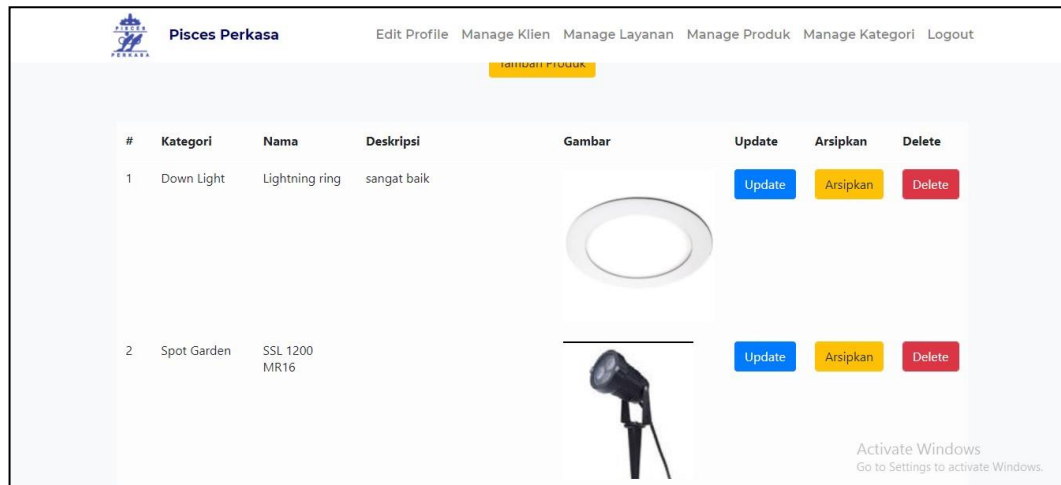 PISCES
PERKASA
Pisces Perkasa
Edit Profile Manage Klien Manage Layanan Manage Produk Manage Kategori Logout
Tambah Produk
# Kategori Nama Deskripsi Gambar Update Arsipkan Delete
1 Down Light Lightning ring sangat baik Update Arsipkan Delete
2 Spot Garden SSL 1200 Update Arsipkan Delete
MR16
Activate Windows
Go to Settings to activate Windows.